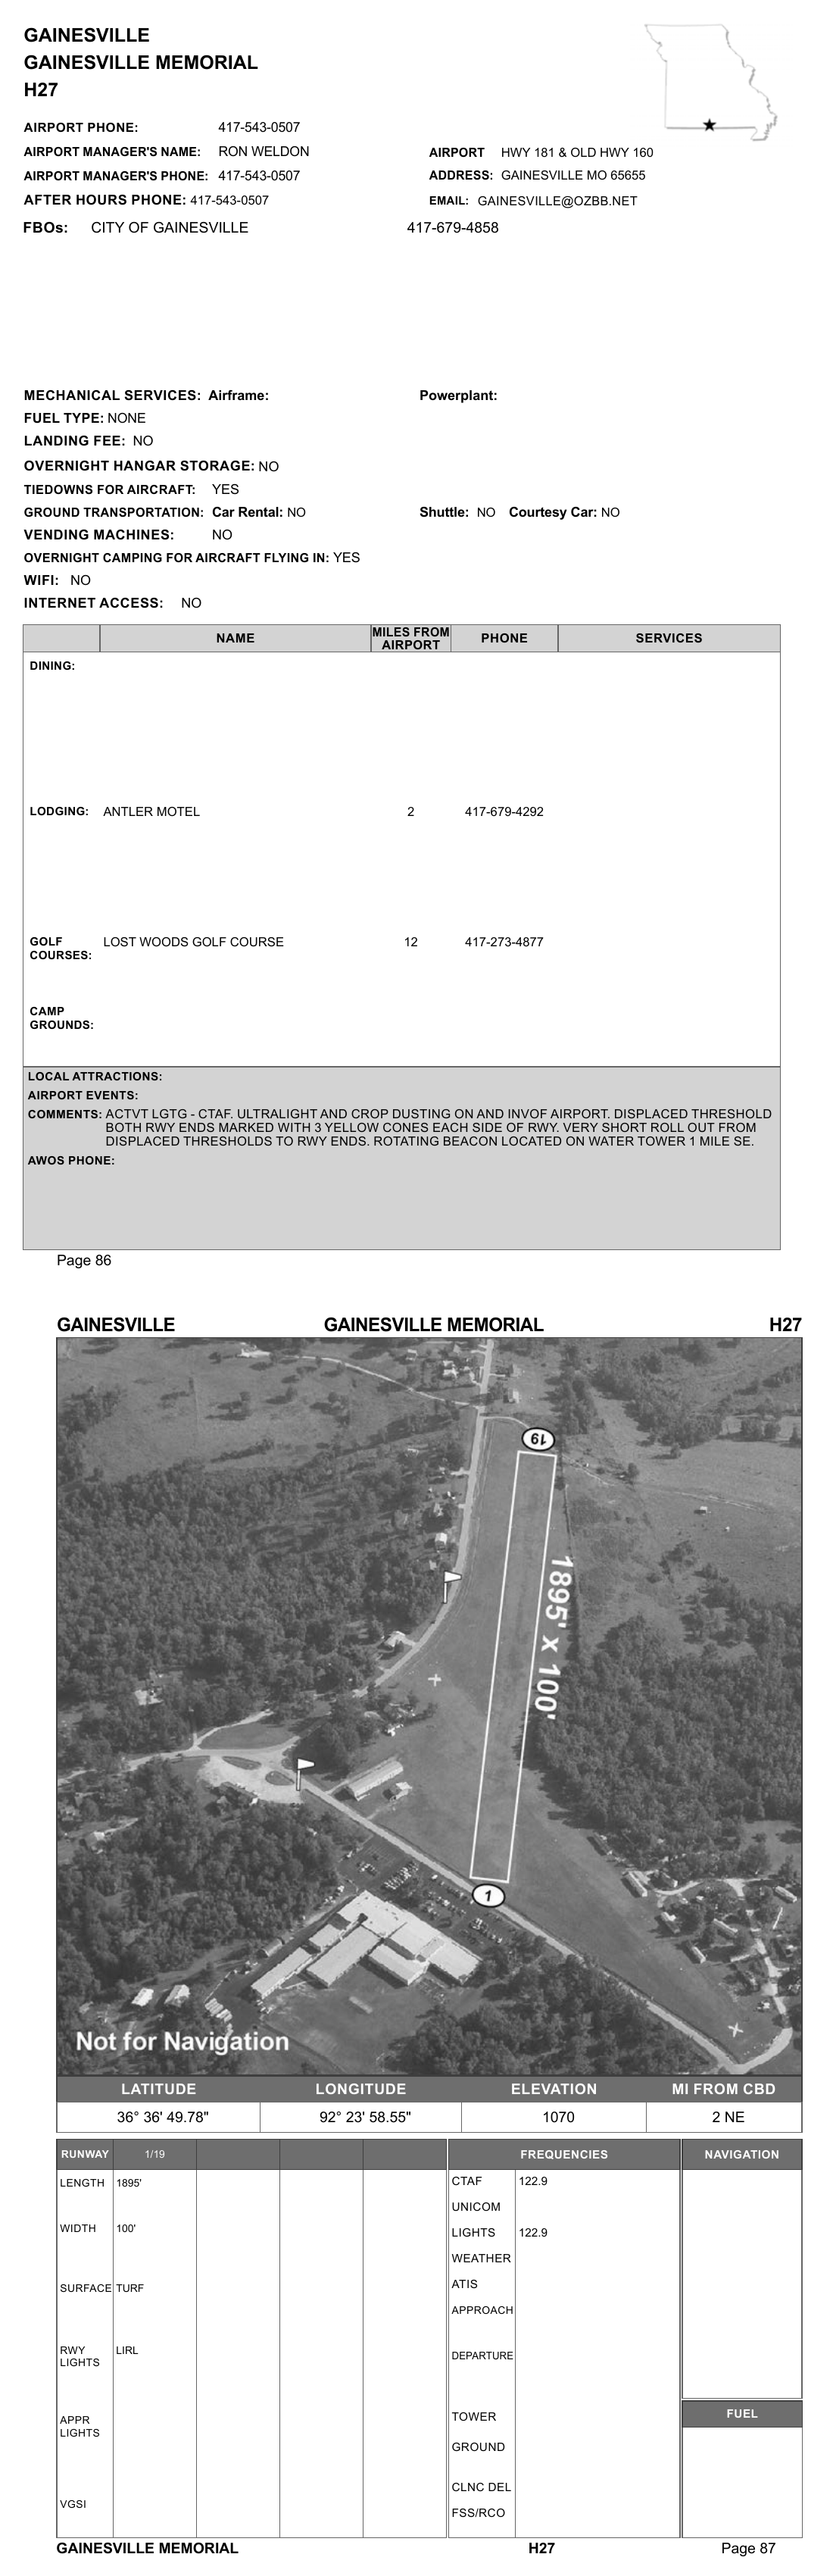 GAINESVILLE
GAINESVILLE MEMORIAL
H27
AIRPORT PHONE: 417-543-0507
AIRPORT MANAGER'S NAME: RON WELDON
AIRPORT HWY 181 & OLD HWY 160
AIRPORT MANAGER'S PHONE: 417-543-0507
ADDRESS: GAINESVILLE MO 65655
AFTER HOURS PHONE: 417-543-0507
EMAIL: GAINESVILLE@OZBB.NET
FBOs: CITY OF GAINESVILLE 417-679-4858
MECHANICAL SERVICES: Airframe: Powerplant:
FUEL TYPE: NONE
LANDING FEE: NO
OVERNIGHT HANGAR STORAGE: NO
TIEDOWNS FOR AIRCRAFT: YES
GROUND TRANSPORTATION: Car Rental: NO Shuttle: NO Courtesy Car: NO
VENDING MACHINES: NO
OVERNIGHT CAMPING FOR AIRCRAFT FLYING IN: YES
WIFI: NO
INTERNET ACCESS: NO
NAME MILES FROM AIRPORT PHONE SERVICES
DINING:
LODGING: ANTLER MOTEL 2 417-679-4292
GOLF COURSES: LOST WOODS GOLF COURSE 12 417-273-4877
CAMP GROUNDS:
LOCAL ATTRACTIONS:
AIRPORT EVENTS:
COMMENTS: ACTVT LGTG - CTAF. ULTRALIGHT AND CROP DUSTING ON AND INVOF AIRPORT. DISPLACED THRESHOLD
BOTH RWY ENDS MARKED WITH 3 YELLOW CONES EACH SIDE OF RWY. VERY SHORT ROLL OUT FROM
DISPLACED THRESHOLDS TO RWY ENDS. ROTATING BEACON LOCATED ON WATER TOWER 1 MILE SE.
AWOS PHONE:
Page 86
GAINESVILLE GAINESVILLE MEMORIAL H27
19
1895' x 100'
1
Not for Navigation
LATITUDE LONGITUDE ELEVATION MI FROM CBD
36° 36' 49.78" 92° 23' 58.55" 1070 2 NE
RUNWAY 1/19
LENGTH 1895'
WIDTH 100'
SURFACE TURF
RWY LIGHTS LIRL
APPR LIGHTS
VGSI
FREQUENCIES
CTAF 122.9
UNICOM
LIGHTS 122.9
WEATHER
ATIS
APPROACH
DEPARTURE
TOWER
GROUND
CLNC DEL
FSS/RCO
NAVIGATION
FUEL
GAINESVILLE MEMORIAL H27 Page 87